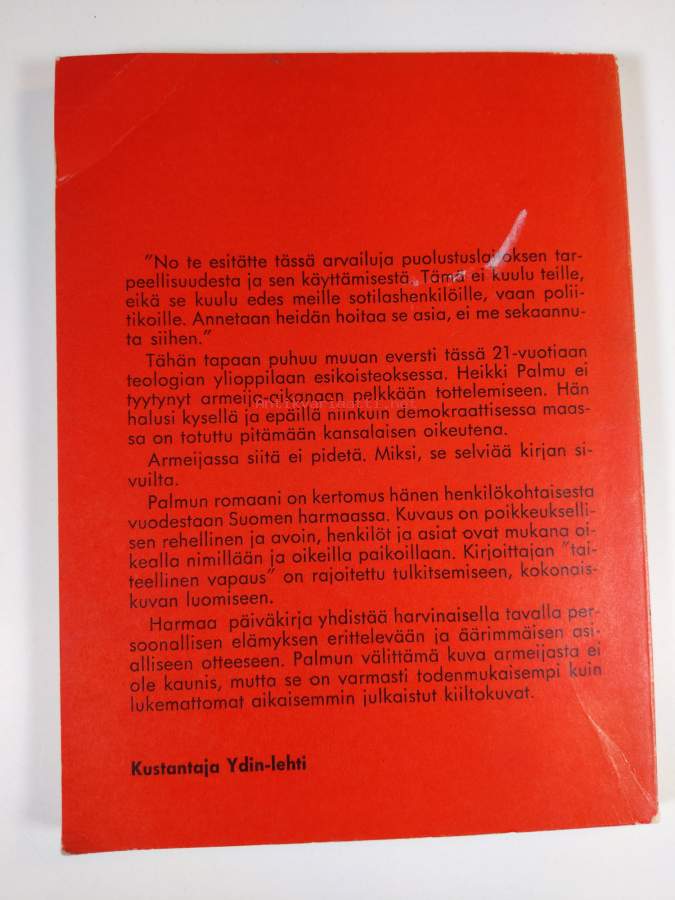 "No te esitätte tässä arvailuja puolustuslaitoksen tar-
peellisuudesta ja sen käyttämisestä. Tämä ei kuulu teille,
eikä se kuulu edes meille sotilashenkilöille, vaan polii-
tikoille. Annetaan heidän hoitaa se asia, ei me sekaannu-
ta siihen."
Tähän tapaan puhuu muuan eversti tässä 21-vuotiaan
teologian ylioppilaan esikoisteoksessa. Heikki Palmu ei
tyytynyt armeija-aikanaan pelkkään tottelemiseen. Hän
halusi kysellä ja epäillä niinkuin demokraattisessa maas-
sa on totuttu pitämään kansalaisen oikeutena.
Armeijassa siitä ei pidetä. Miksi, se selviää kirjan si-
vuilta.
Palmun romaani on kertomus hänen henkilökohtaisesta
vuodestaan Suomen harmaassa. Kuvaus on poikkeukselli-
sen rehellinen ja avoin, henkilöt ja asiat ovat mukana oi-
kealla nimillään ja oikeilla paikoillaan. Kirjoittajan "tai-
teellinen vapaus" on rajoitettu tulkitsemiseen, kokonais-
kuvan luomiseen.
Harmaa päiväkirja yhdistää harvinaisella tavalla per-
soonallisen elämyksen erittelevään ja äärimmäisen asi-
alliseen otteeseen. Palmun välittämä kuva armeijasta ei
ole kaunis, mutta se on varmasti todenmukaisempi kuin
lukemattomat aikaisemmin julkaistut kiiltokuvat.
Kustantaja Ydin-lehti